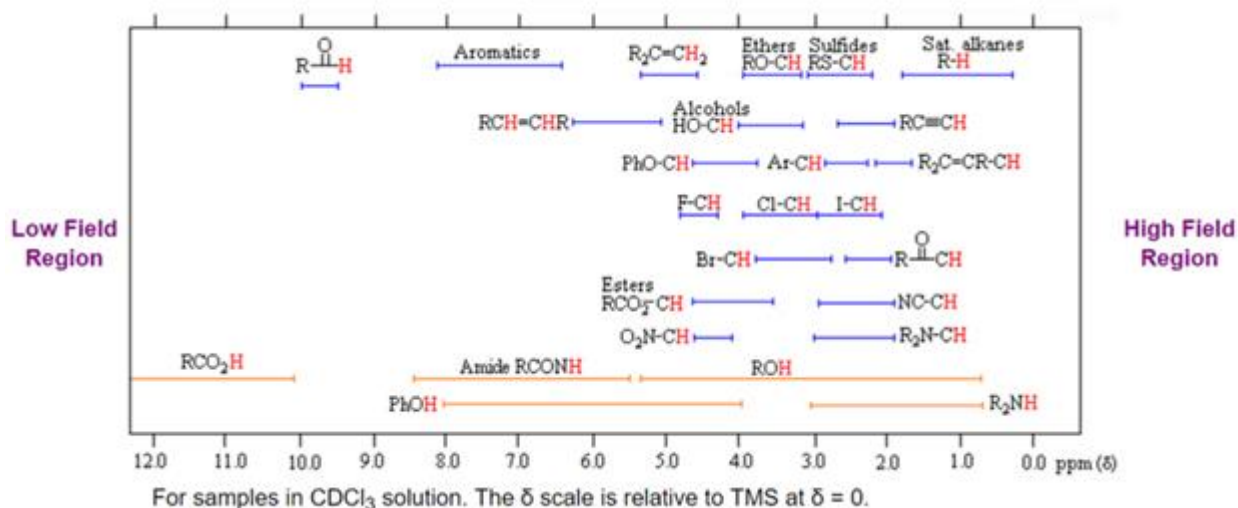 O
R H
Aromatics
R₂C=CH₂
Ethers
RO-CH
Sulfides
RS-CH
Sat. alkanes
R-H
RCH=CHR
Alcohols
HO-CH
RC≡CH
PhO-CH
Ar-CH
R₂C=CR-CH
F-CH
Cl-CH
I-CH
Low Field
Region
High Field
Region
Br-CH
O
R CH
Esters
RCO₂-CH
NC-CH
O₂N-CH
R₂N-CH
RCO₂H
Amide RCONH
ROH
PhOH
R₂NH
12.0 11.0 10.0 9.0 8.0 7.0 6.0 5.0 4.0 3.0 2.0 1.0 0.0 ppm (δ)
For samples in CDCl₃ solution. The δ scale is relative to TMS at δ = 0.